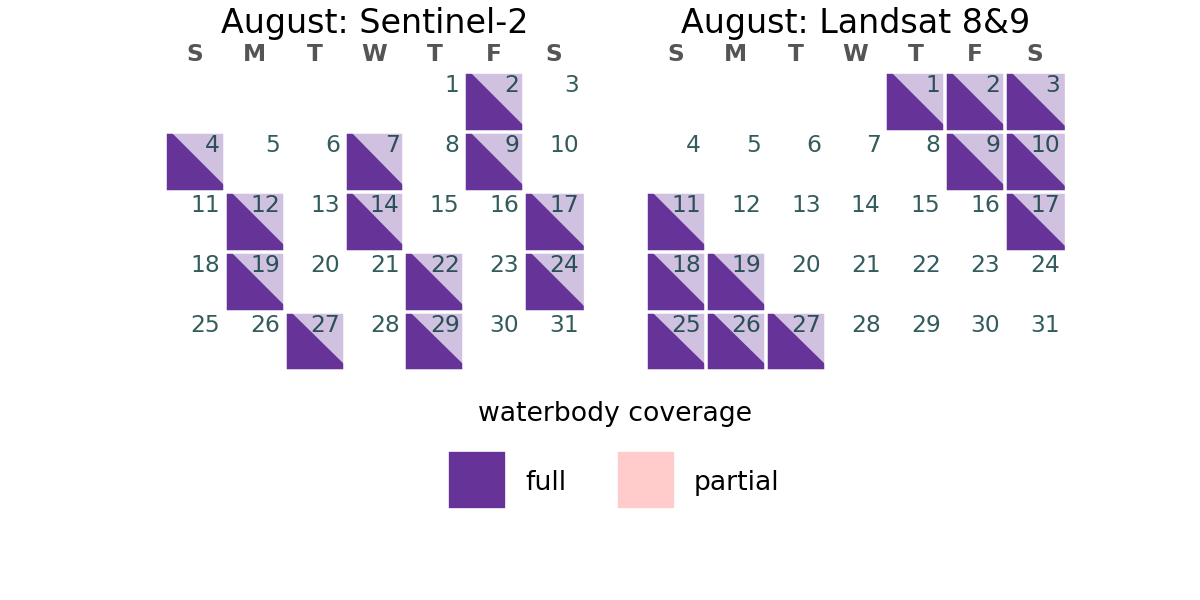 August: Sentinel-2
S M T W T F S
1 2 3
4 5 6 7 8 9 10
11 12 13 14 15 16 17
18 19 20 21 22 23 24
25 26 27 28 29 30 31
August: Landsat 8&9
S M T W T F S
1 2 3
4 5 6 7 8 9 10
11 12 13 14 15 16 17
18 19 20 21 22 23 24
25 26 27 28 29 30 31
waterbody coverage
full
partial